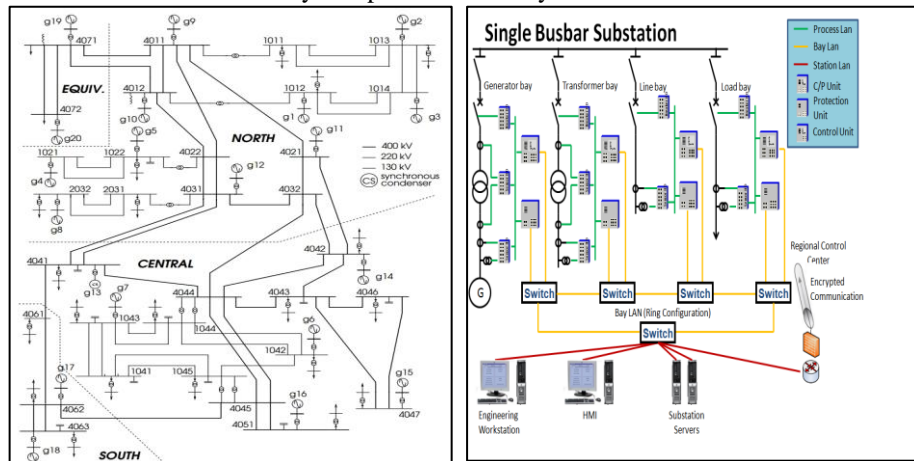 g19
g9
g2
4071
4011
1011
1013
EQUIV.
4012
1012
1014
4072
g10
g1
g3
g20
g5
NORTH
g11
400 kV
220 kV
130 kV
CS synchronous
condenser
1021
1022
4022
4021
g12
g4
2032
2031
4031
4032
g8
4042
CENTRAL
4041
g14
g13
g7
4044
4043
4046
4061
1043
1044
g6
1042
g17
1041
1045
g15
g16
4062
4045
4047
4063
4051
g18
SOUTH
Single Busbar Substation
Process Lan
Bay Lan
Station Lan
C/P Unit
Protection
Unit
Control Unit
Generator bay
Transformer bay
Line bay
Load bay
Regional Control
Center
Encrypted
Communication
G
Switch
Switch
Switch
Switch
Bay LAN (Ring Configuration)
Switch
Engineering
Workstation
HMI
Substation
Servers